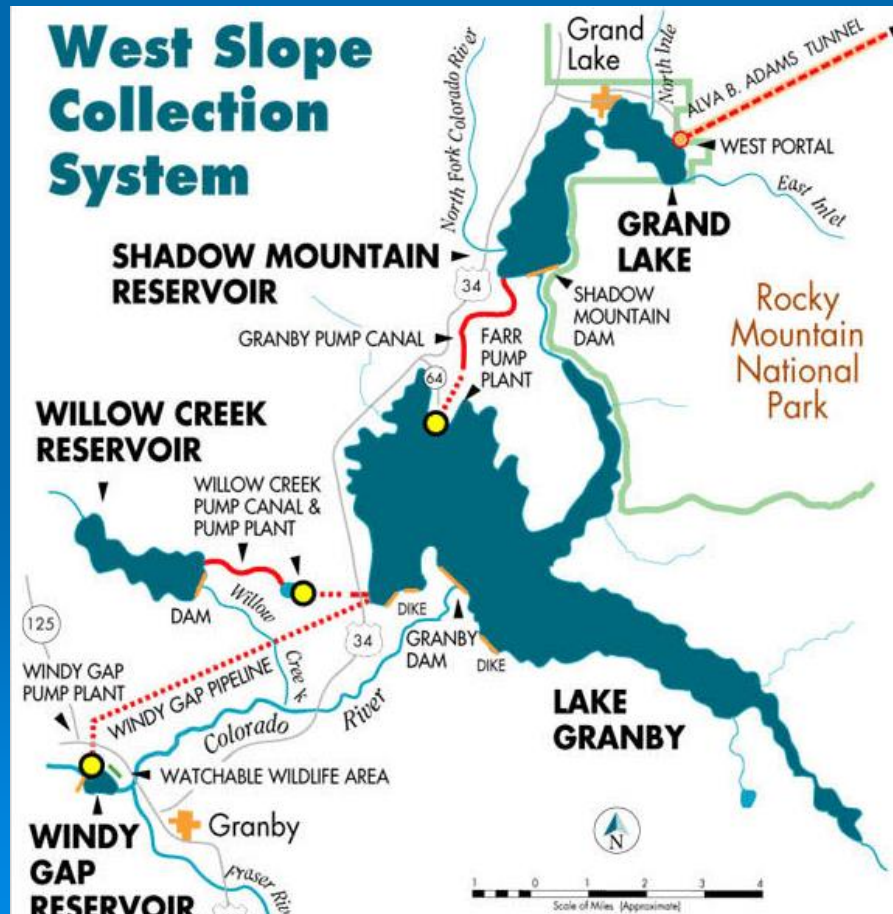 West Slope
Collection
System
Grand
Lake
North Inle
ALVA B. ADAMS TUNNEL
WEST PORTAL
East Inlet
North Fork Colorado River
GRAND
LAKE
SHADOW MOUNTAIN
RESERVOIR
34
SHADOW
MOUNTAIN
DAM
Rocky
Mountain
National
Park
GRANBY PUMP CANAL
FARR
PUMP
PLANT
64
WILLOW CREEK
RESERVOIR
WILLOW CREEK
PUMP CANAL &
PUMP PLANT
DAM
Willow
Cree k
DIKE
GRANBY
DAM
DIKE
34
125
WINDY GAP
PUMP PLANT
WINDY GAP PIPELINE
Colorado
River
LAKE
GRANBY
WATCHABLE WILDLIFE AREA
WINDY
GAP
RESERVOIR
Granby
Fraser Riv
N
1 0 1 2 3 4
Scale of Miles (Approximate)